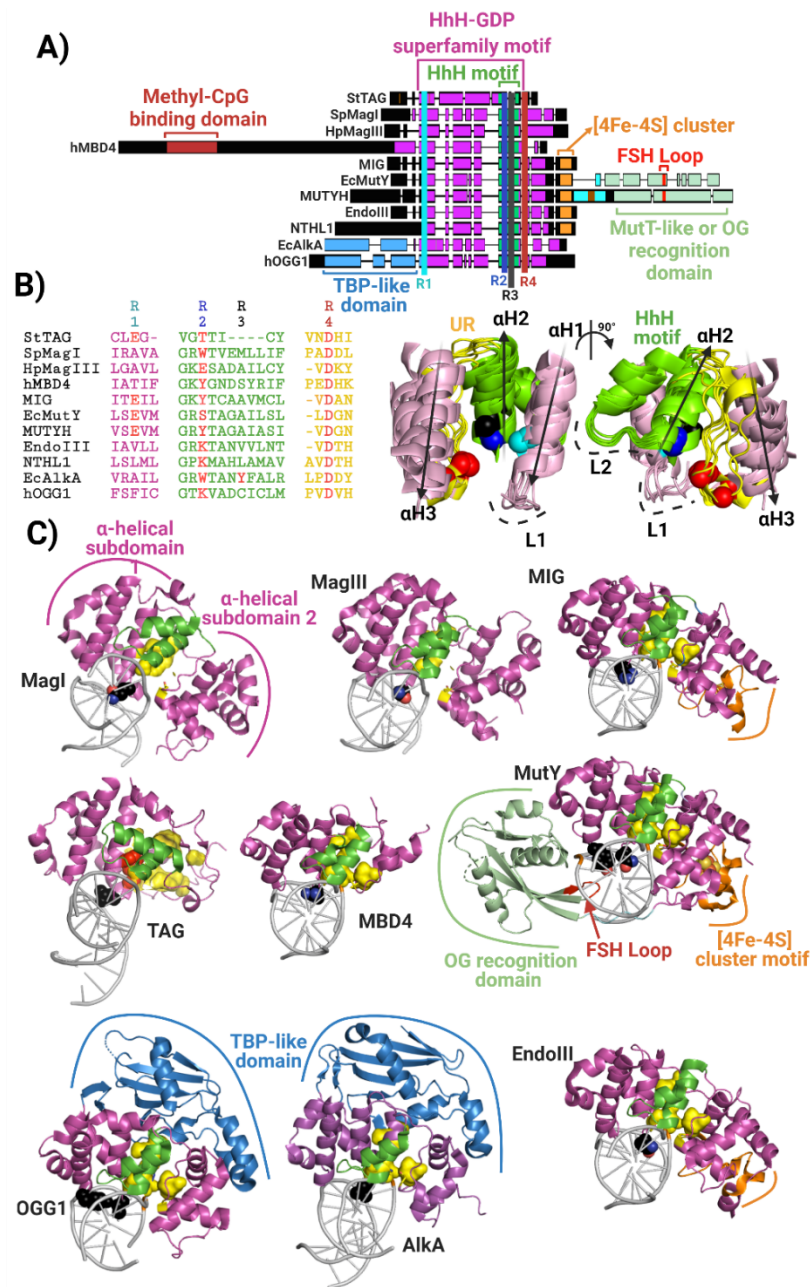 A)
HhH-GDP
superfamily motif
HhH motif
Methyl-CpG
binding domain
[4Fe-4S] cluster
FSH Loop
StTAG
SpMagI
HpMagIII
hMBD4
MIG
EcMutY
MUTYH
EndoIII
NTHL1
EcAlkA
hOGG1
MutT-like or OG
recognition
domain
TBP-like
domain
R1
R2
R3
R4
B)
R R R R
1 2 3 4
StTAG CLEG- VGTTI----CY VNDHI
SpMagI IRAVA GRWTVEMLLIF PADDL
HpMagIII AVL GKESADAILCY -VDKY
hMBD4 IATIF GKYGNDSYRIF PEDHK
MIG ITEIL GKYTCAAVMCL -VDAN
EcMutY LSEVM GRSTAGAILSL -LDGN
MUTYH VSEVM GRYTAGAIASI -VDGN
EndoIII IAVLL GRKTANVVLNT -VDTH
NTHL1 LSLML GPKMAHLAMAV AVDTH
EcAlkA VRAIL GRWTANYFALR LPDDY
hOGG1 FSFIC GTKVADCICLM PVDVH
UR
αH2
αH1
90°
HhH
motif
αH2
L2
αH3
L1
L1
αH3
C)
α-helical
subdomain
α-helical
subdomain 2
MagI
MagIII
MIG
TAG
MBD4
MutY
OG recognition
domain
FSH Loop
[4Fe-4S]
cluster motif
TBP-like
domain
EndoIII
OGG1
AlkA